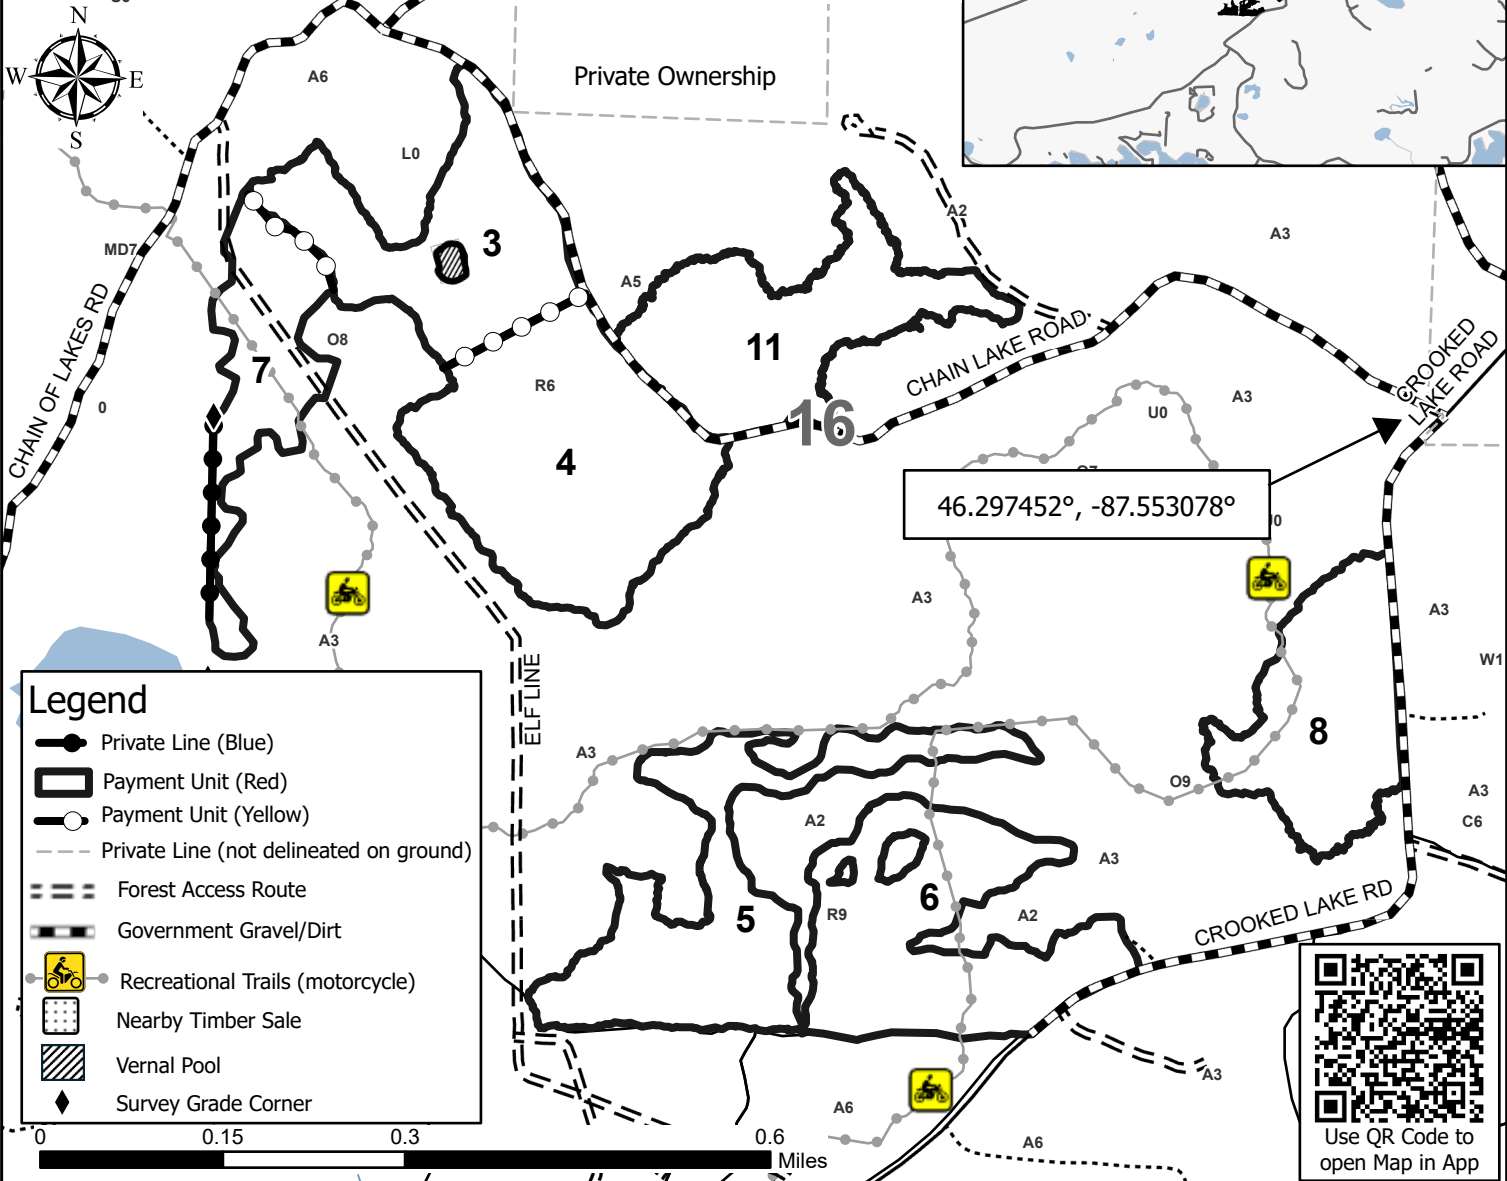 N
W
E
S
A6
Private Ownership
L0
A2
A3
MD7
3
A5
CHAIN OF LAKES RD
O8
7
11
CHAIN LAKE ROAD
CROOKED
LAKE ROAD
R6
0
A3
U0
16
4
46.297452°, -87.553078°
A3
A3
A3
W1
ELF LINE
A3
8
O9
A3
C6
A2
A3
5
R9
6
A2
CROOKED LAKE RD
A3
A6
A6
Legend
Private Line (Blue)
Payment Unit (Red)
Payment Unit (Yellow)
Private Line (not delineated on ground)
Forest Access Route
Government Gravel/Dirt
Recreational Trails (motorcycle)
Nearby Timber Sale
Vernal Pool
Survey Grade Corner
0
0.15
0.3
0.6
Miles
Use QR Code to
open Map in App